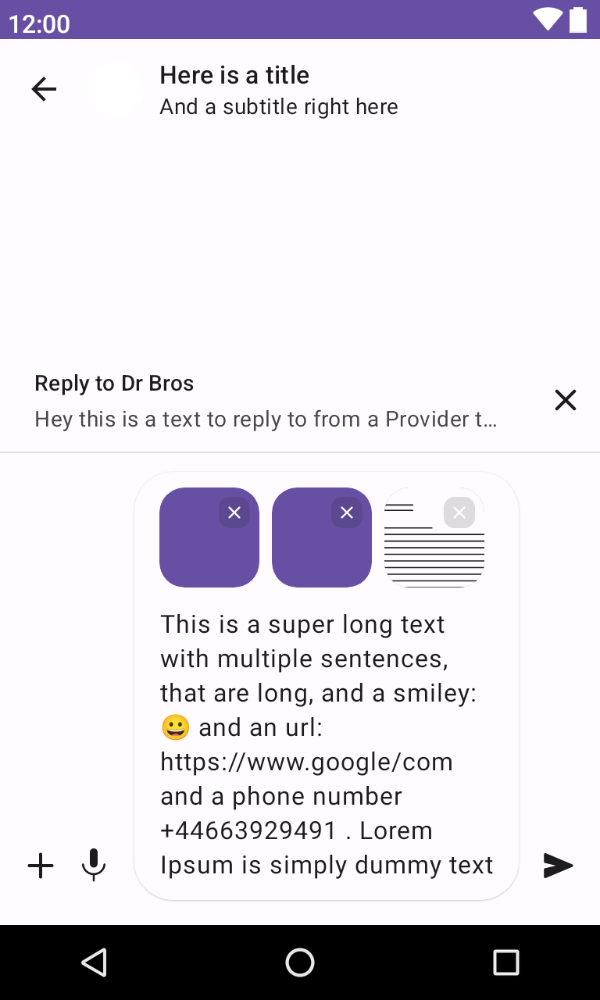 12:00
Here is a title
And a subtitle right here
Reply to Dr Bros
Hey this is a text to reply to from a Provider t…
This is a super long text
with multiple sentences,
that are long, and a smiley:
😀 and an url:
https://www.google/com
and a phone number
+44663929491 . Lorem
Ipsum is simply dummy text